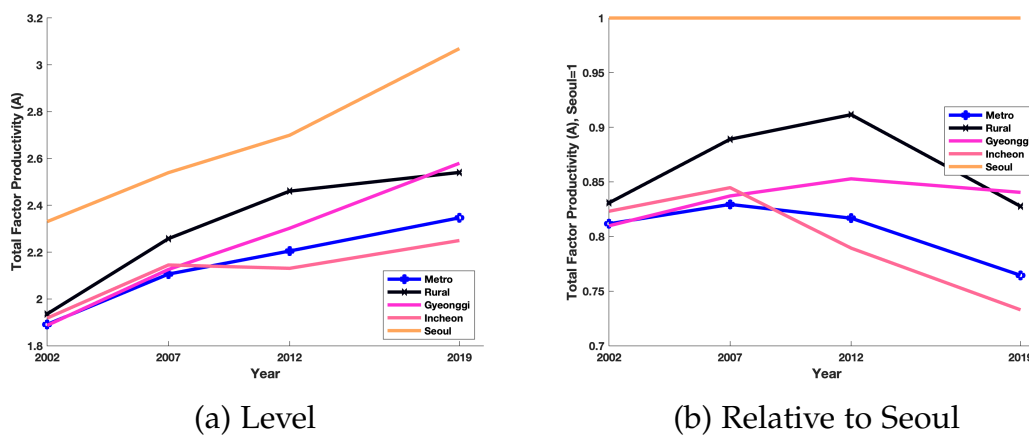 3.2
3
2.8
2.6
2.4
2.2
2
1.8
2002
2007
2012
2019
Total Factor Productivity (A)
Year
Metro
Rural
Gyeonggi
Incheon
Seoul
(a) Level
1
0.95
0.9
0.85
0.8
0.75
0.7
2002
2007
2012
2019
Total Factor Productivity (A), Seoul=1
Year
Metro
Rural
Gyeonggi
Incheon
Seoul
(b) Relative to Seoul